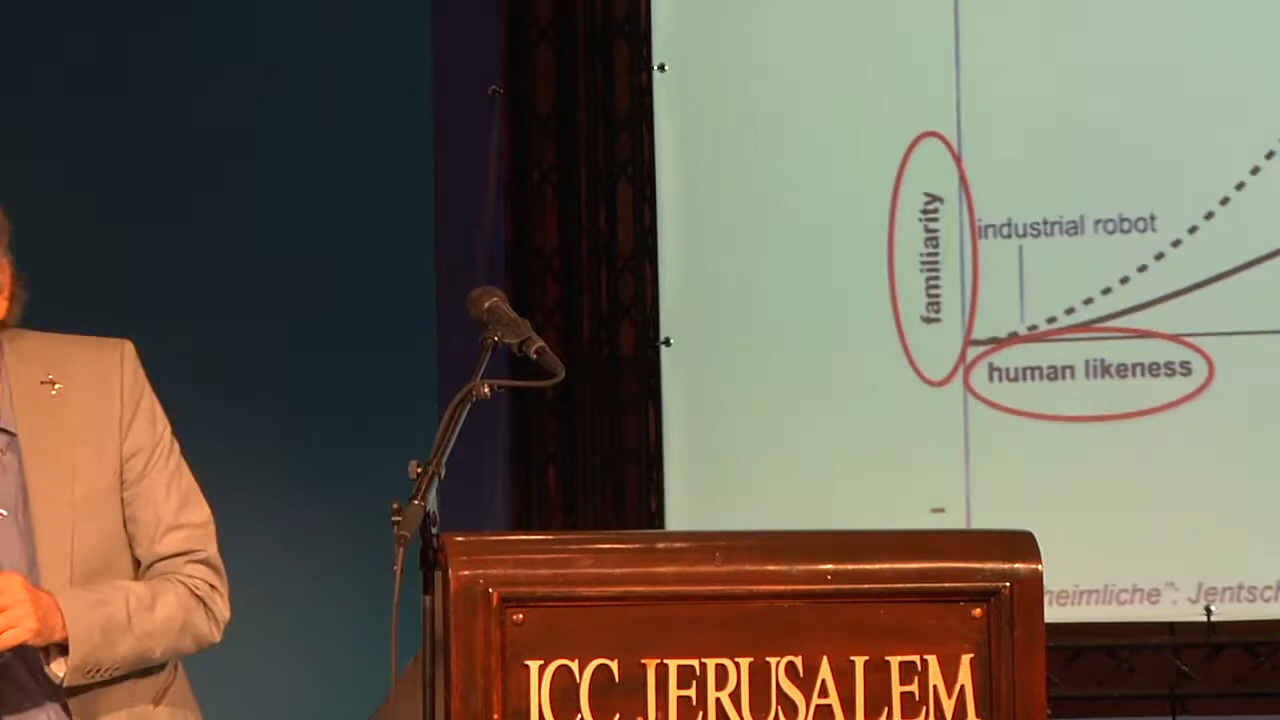 familiarity
industrial robot
human likeness
heimliche": Jentsch
ICC JERUSALEM